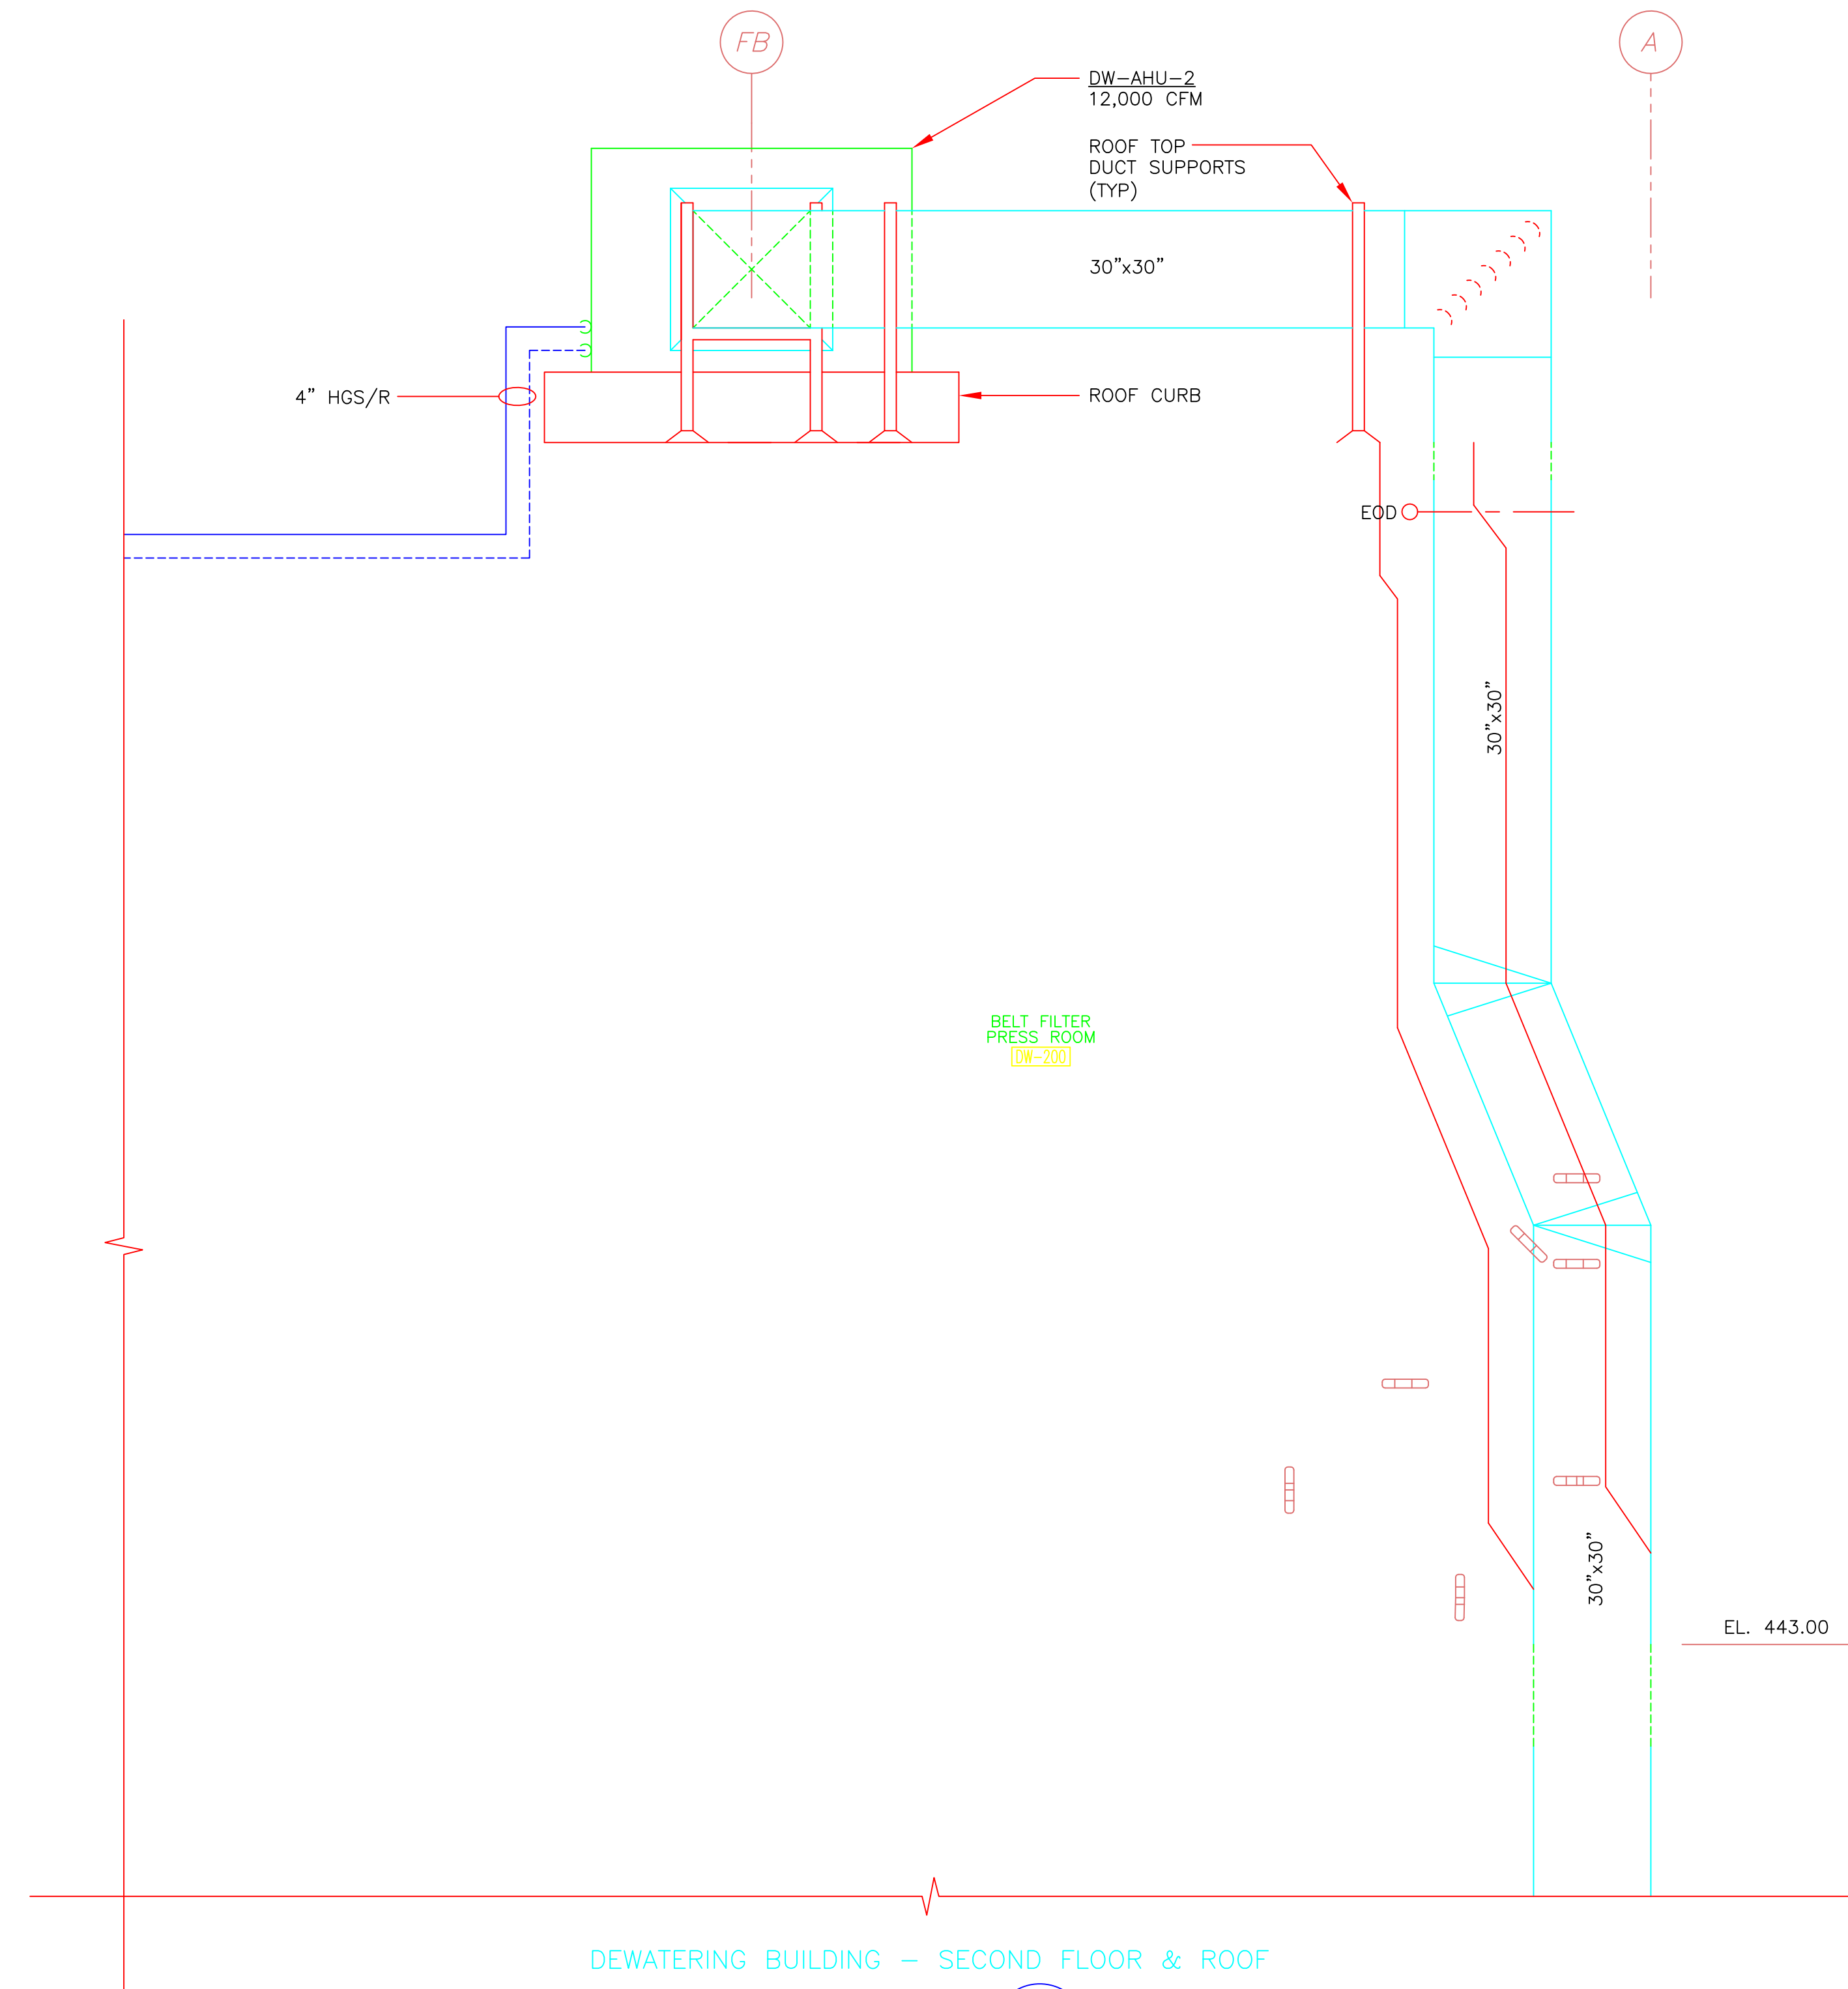 FB
A
DW-AHU-2
12,000 CFM
ROOF TOP
DUCT SUPPORTS
(TYP)
30"x30"
4" HGS/R
ROOF CURB
EOD
30"x30"
BELT FILTER
PRESS ROOM
DW-200
30"x30"
EL. 443.00
DEWATERING BUILDING - SECOND FLOOR & ROOF